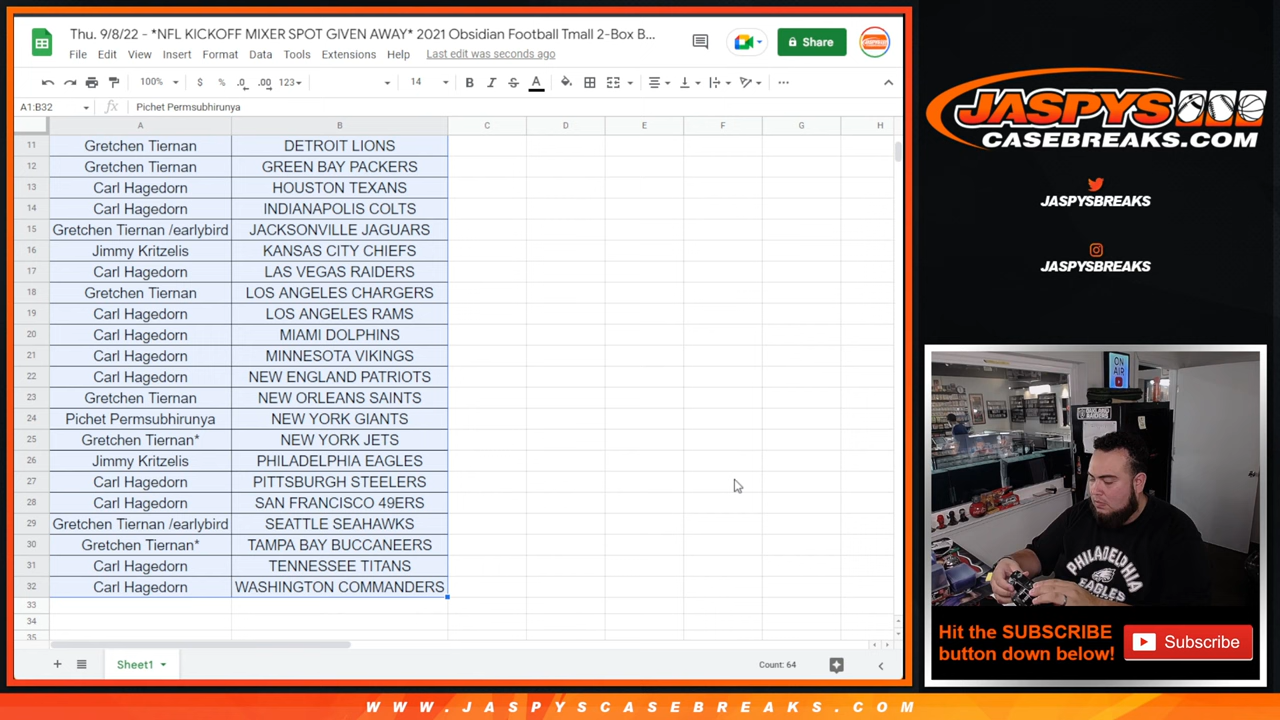 Thu. 9/8/22 - *NFL KICKOFF MIXER SPOT GIVEN AWAY* 2021 Obsidian Football Tmall 2-Box B...
File Edit View Insert Format Data Tools Extensions Help Last edit was seconds ago
Share
100% $ % .0 .00 123 14 B I S A
A1:B32 fx Pichet Permsubhirunya
A B C D E F G H
11 Gretchen Tiernan DETROIT LIONS
12 Gretchen Tiernan GREEN BAY PACKERS
13 Carl Hagedorn HOUSTON TEXANS
14 Carl Hagedorn INDIANAPOLIS COLTS
15 Gretchen Tiernan /earlybird JACKSONVILLE JAGUARS
16 Jimmy Kritzelis KANSAS CITY CHIEFS
17 Carl Hagedorn LAS VEGAS RAIDERS
18 Gretchen Tiernan LOS ANGELES CHARGERS
19 Carl Hagedorn LOS ANGELES RAMS
20 Carl Hagedorn MIAMI DOLPHINS
21 Carl Hagedorn MINNESOTA VIKINGS
22 Carl Hagedorn NEW ENGLAND PATRIOTS
23 Gretchen Tiernan NEW ORLEANS SAINTS
24 Pichet Permsubhirunya NEW YORK GIANTS
25 Gretchen Tiernan* NEW YORK JETS
26 Jimmy Kritzelis PHILADELPHIA EAGLES
27 Carl Hagedorn PITTSBURGH STEELERS
28 Carl Hagedorn SAN FRANCISCO 49ERS
29 Gretchen Tiernan /earlybird SEATTLE SEAHAWKS
30 Gretchen Tiernan* TAMPA BAY BUCCANEERS
31 Carl Hagedorn TENNESSEE TITANS
32 Carl Hagedorn WASHINGTON COMMANDERS
33
34
35
Sheet1 Count: 64
JASPYS
CASEBREAKS.COM
JASPYSBREAKS
JASPYSBREAKS
ON
AIR
PHILADELPHIA
EAGLES
Hit the SUBSCRIBE
button down below!
Subscribe
WWW.JASPYSCASEBREAKS.COM